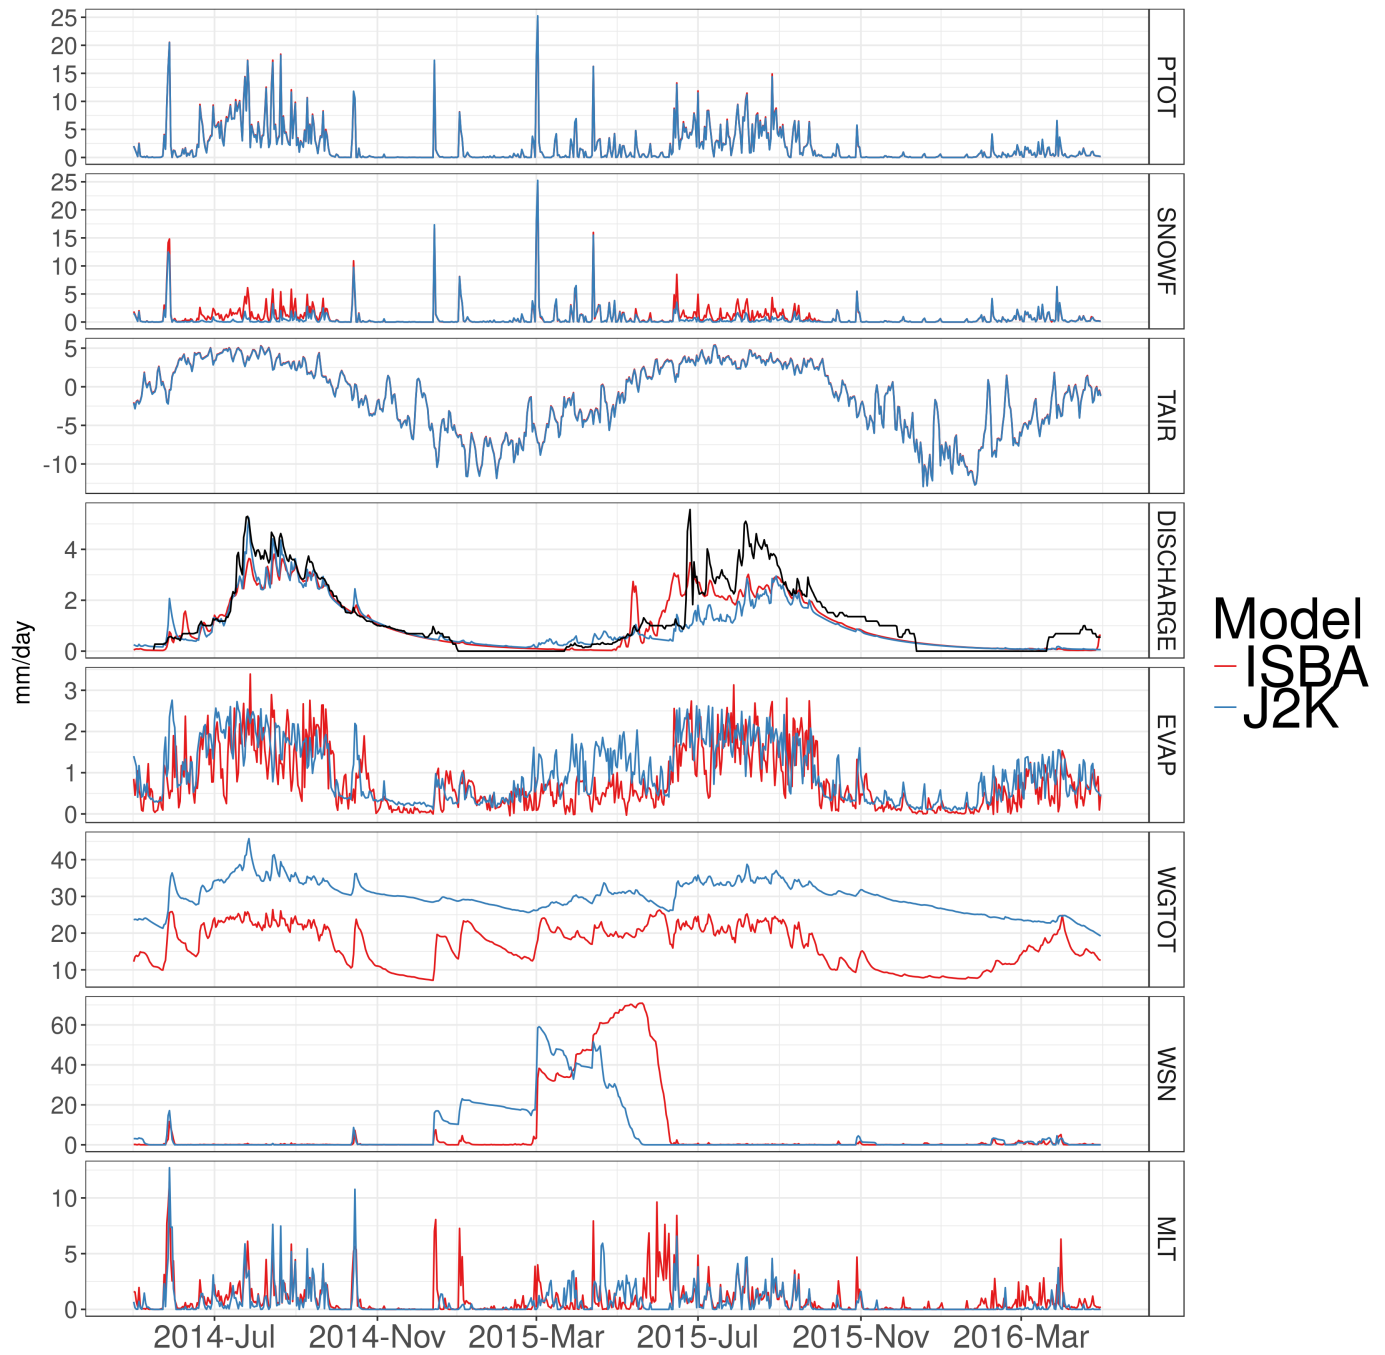 25
20
15
10
5
0
PTOT
25
20
15
10
5
0
SNOWF
5
0
-5
-10
TAIR
4
2
0
DISCHARGE
3
2
1
0
EVAP
40
30
20
10
WGTOT
60
40
20
0
WSN
10
5
0
MLT
mm/day
2014-Jul 2014-Nov 2015-Mar 2015-Jul 2015-Nov 2016-Mar
Model
ISBA
J2K